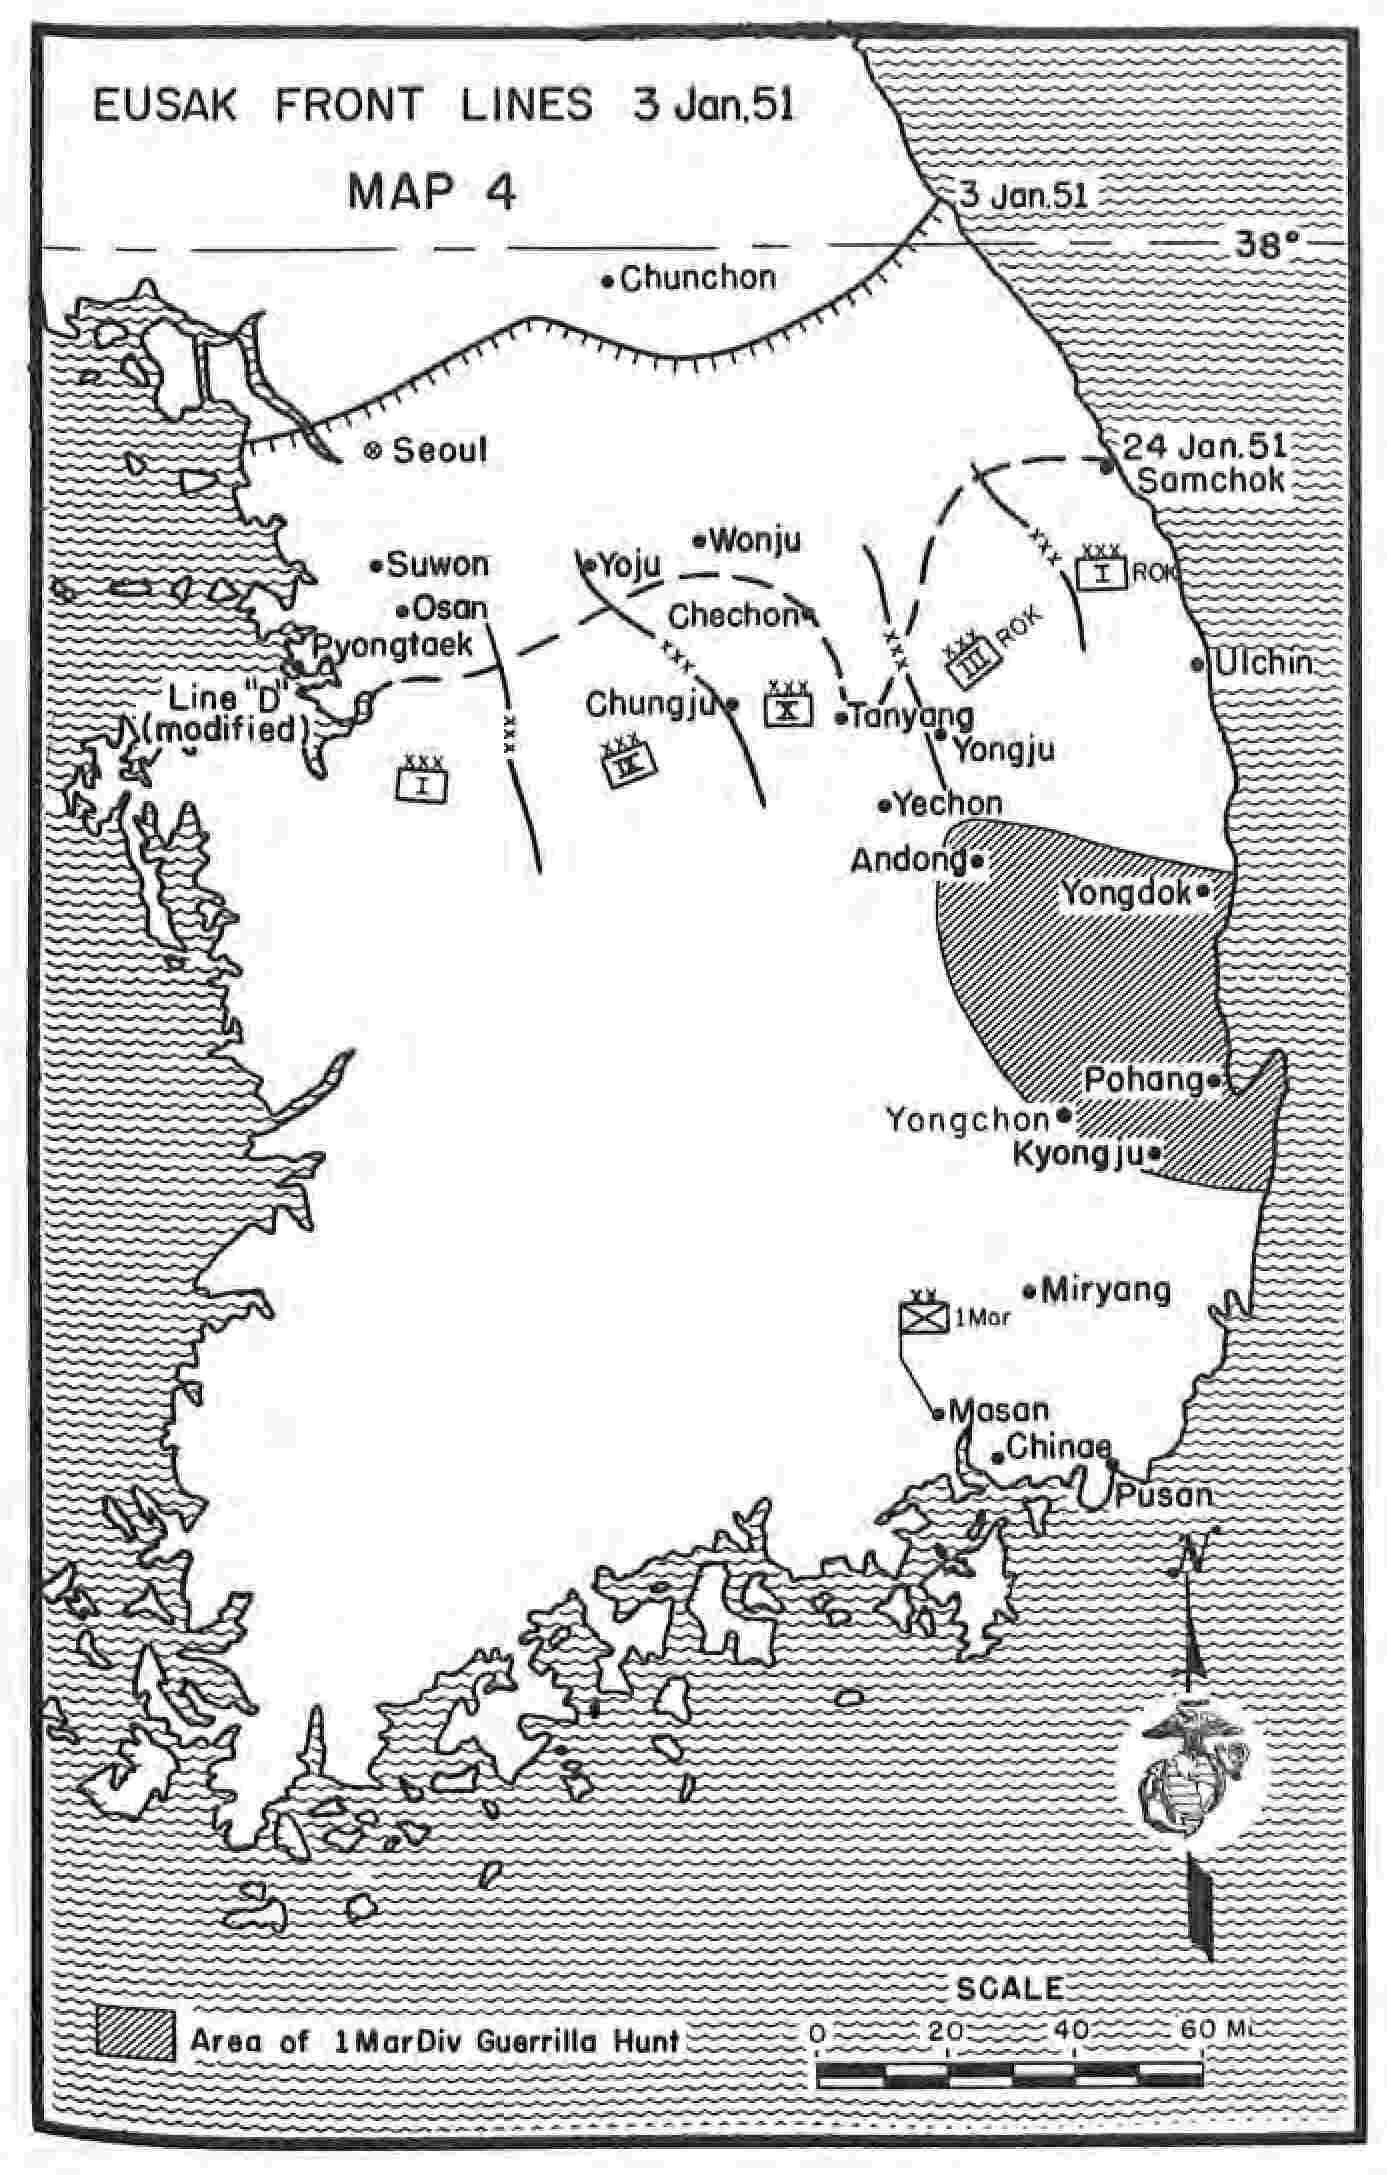 EUSAK FRONT LINES 3 Jan.51
MAP 4
3 Jan.51
38°
Chunchon
Seoul
24 Jan.51
Samchok
Wonju
Suwon
Yoju
XXX
XXX
I
ROK
Osan
Chechon
Pyongtaek
XXX
XXX
XXX
III
ROK
Ulchin
Line "D"
(modified)
Chungju
XXX
X
Tanyang
XXX
Yongju
XXX
I
XXX
IX
Yechon
Andong
Yongdok
Pohang
Yongchon
Kyongju
Miryang
XX
1Mar
Masan
Chinae
Pusan
N
SCALE
0 20 40 60 Mi.
Area of 1MarDiv Guerrilla Hunt